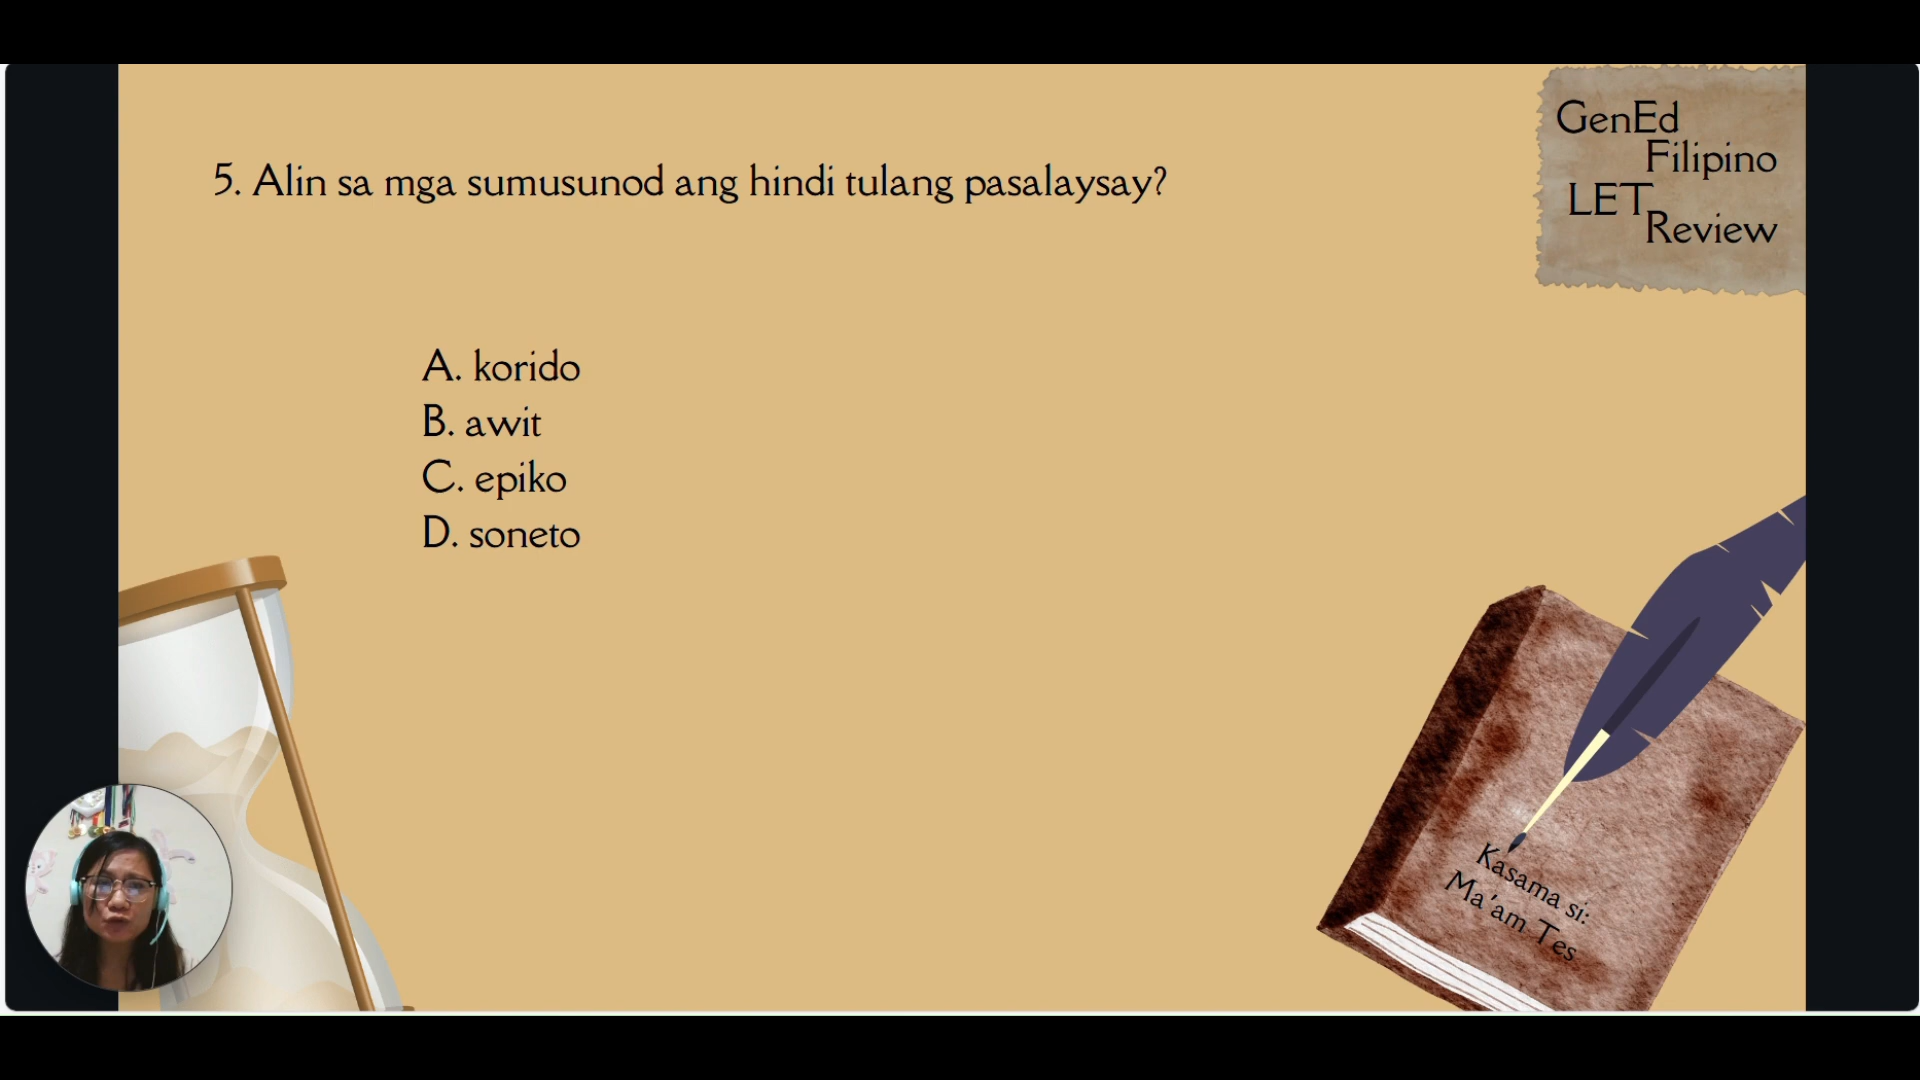 GenEd
Filipino
LET
Review
5. Alin sa mga sumusunod ang hindi tulang pasalaysay?
A. korido
B. awit
C. epiko
D. soneto
Kasama si:
Ma'am Tes